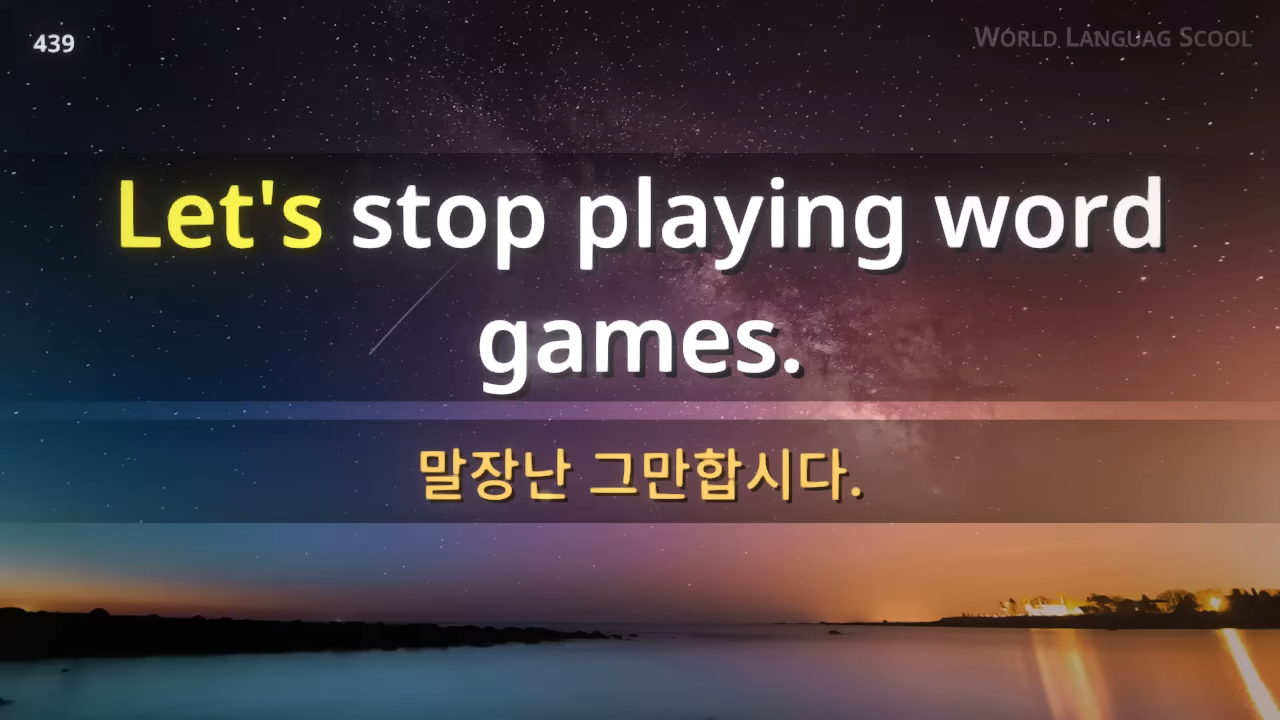 439
World Languag Scool
Let's stop playing word
games.
말장난 그만합시다.